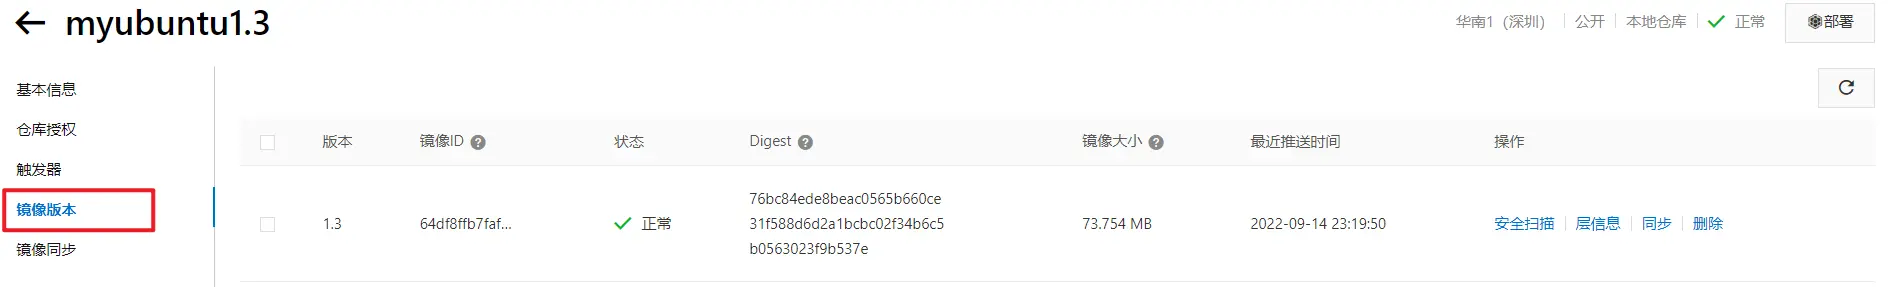 myubuntu1.3
华南1（深圳） 公开 本地仓库 正常 部署
基本信息
仓库授权
触发器
镜像版本
镜像同步
版本 镜像ID 状态 Digest 镜像大小 最近推送时间 操作
1.3 64df8ffb7faf... 正常 76bc84ede8beac0565b660ce 73.754 MB 2022-09-14 23:19:50 安全扫描 层信息 同步 删除
31f588d6d2a1bcbc02f34b6c5
b0563023f9b537e